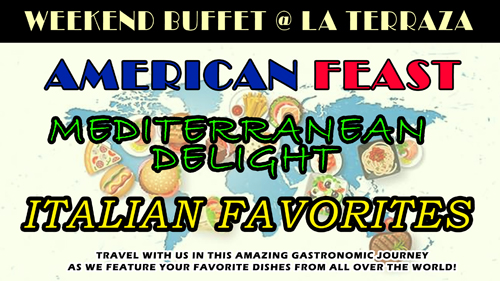 WEEKEND BUFFET @ LA TERRAZA
AMERICAN FEAST
MEDITERRANEAN
DELIGHT
ITALIAN FAVORITES
TRAVEL WITH US IN THIS AMAZING GASTRONOMIC JOURNEY
AS WE FEATURE YOUR FAVORITE DISHES FROM ALL OVER THE WORLD!